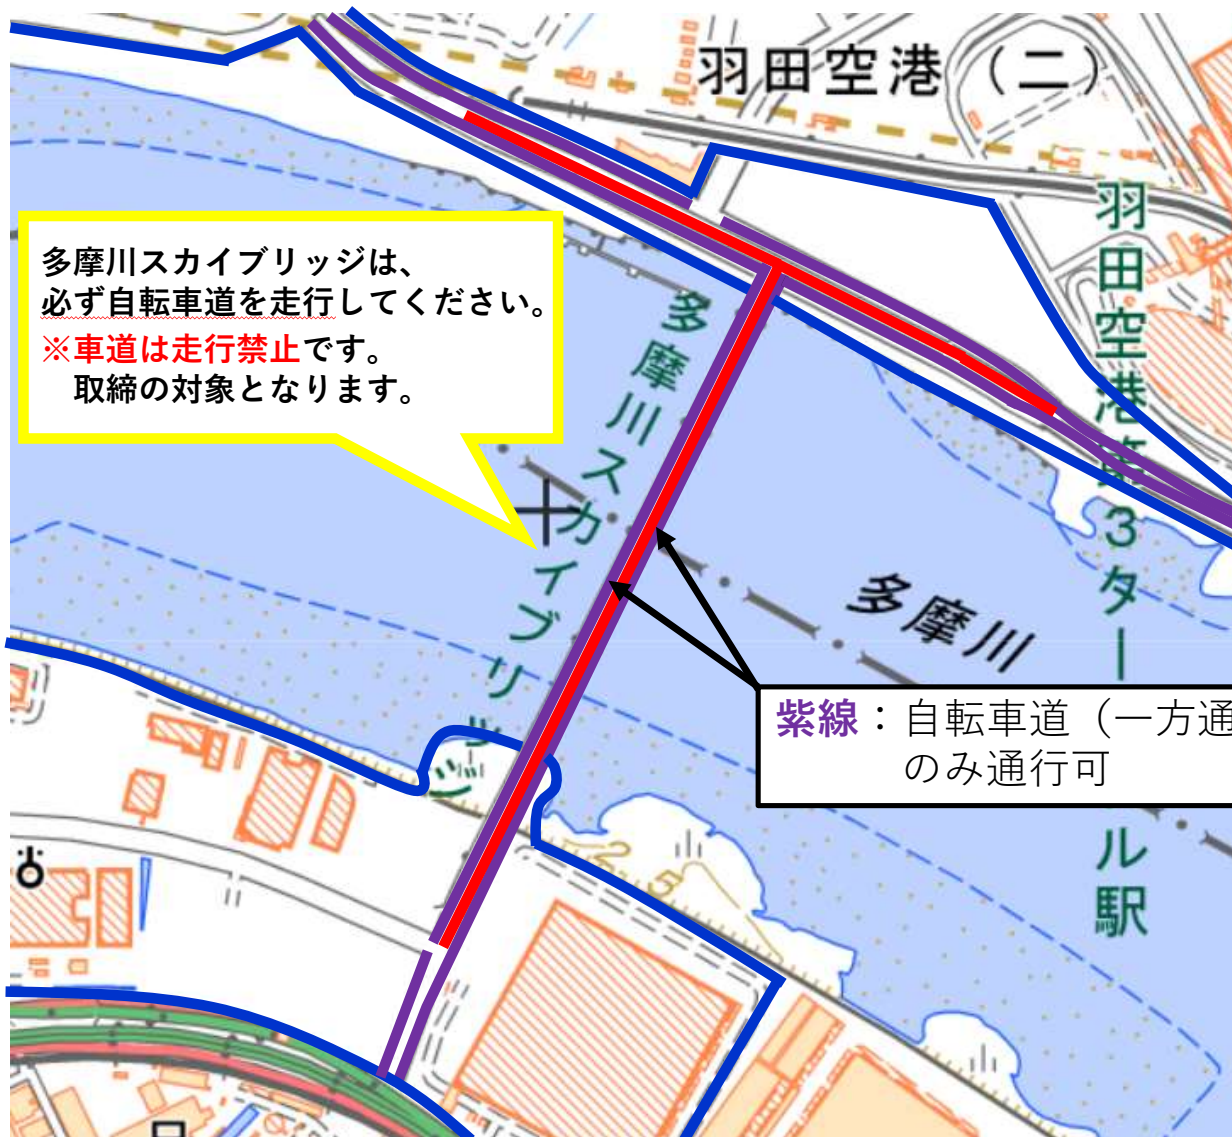 羽田空港（二）
多摩川スカイブリッジは、
必ず自転車道を走行してください。
※車道は走行禁止です。
取締の対象となります。
多摩川スカイブリッジ
羽田空港第3ターミナル駅
多摩川
紫線：自転車道（一方通
のみ通行可
25